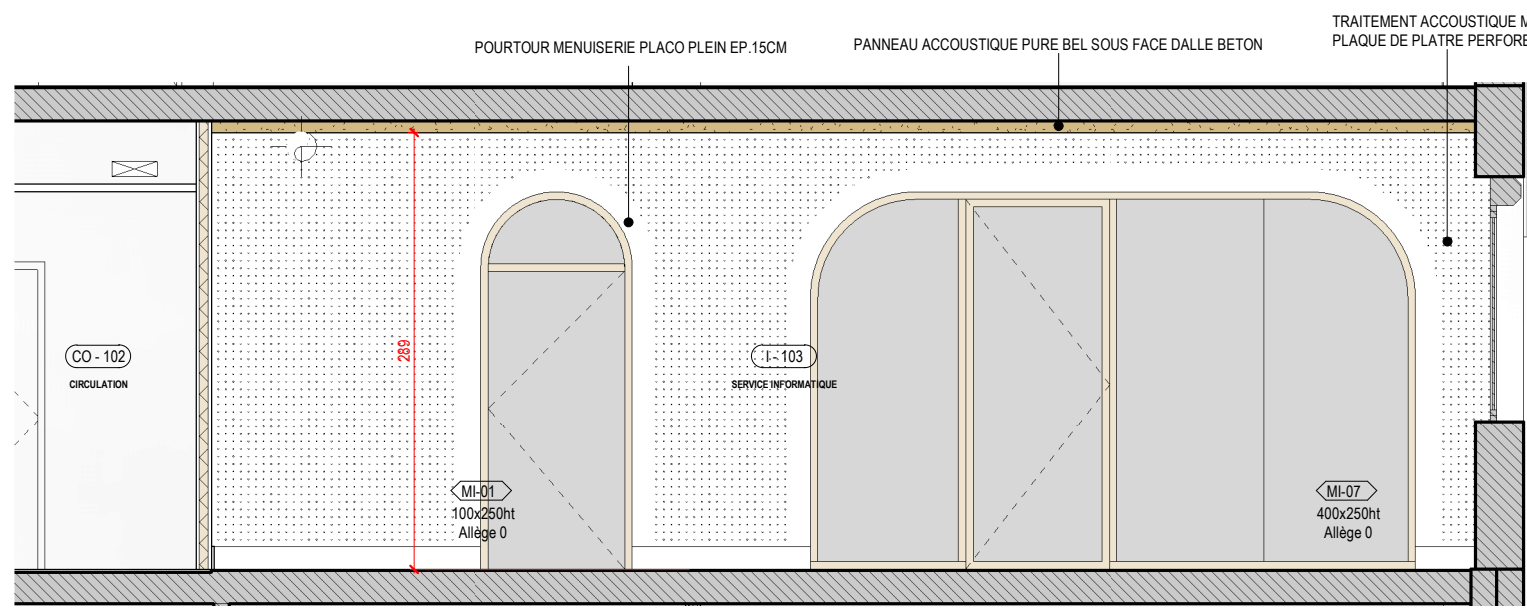 TRAITEMENT ACCOUSTIQUE
PLAQUE DE PLATRE PERFORE
POURTOUR MENUISERIE PLACO PLEIN EP.15CM
PANNEAU ACCOUSTIQUE PURE BEL SOUS FACE DALLE BETON
289
CO - 102
CIRCULATION
I - 103
SERVICE INFORMATIQUE
MI-01
100x250ht
Allège 0
MI-07
400x250ht
Allège 0